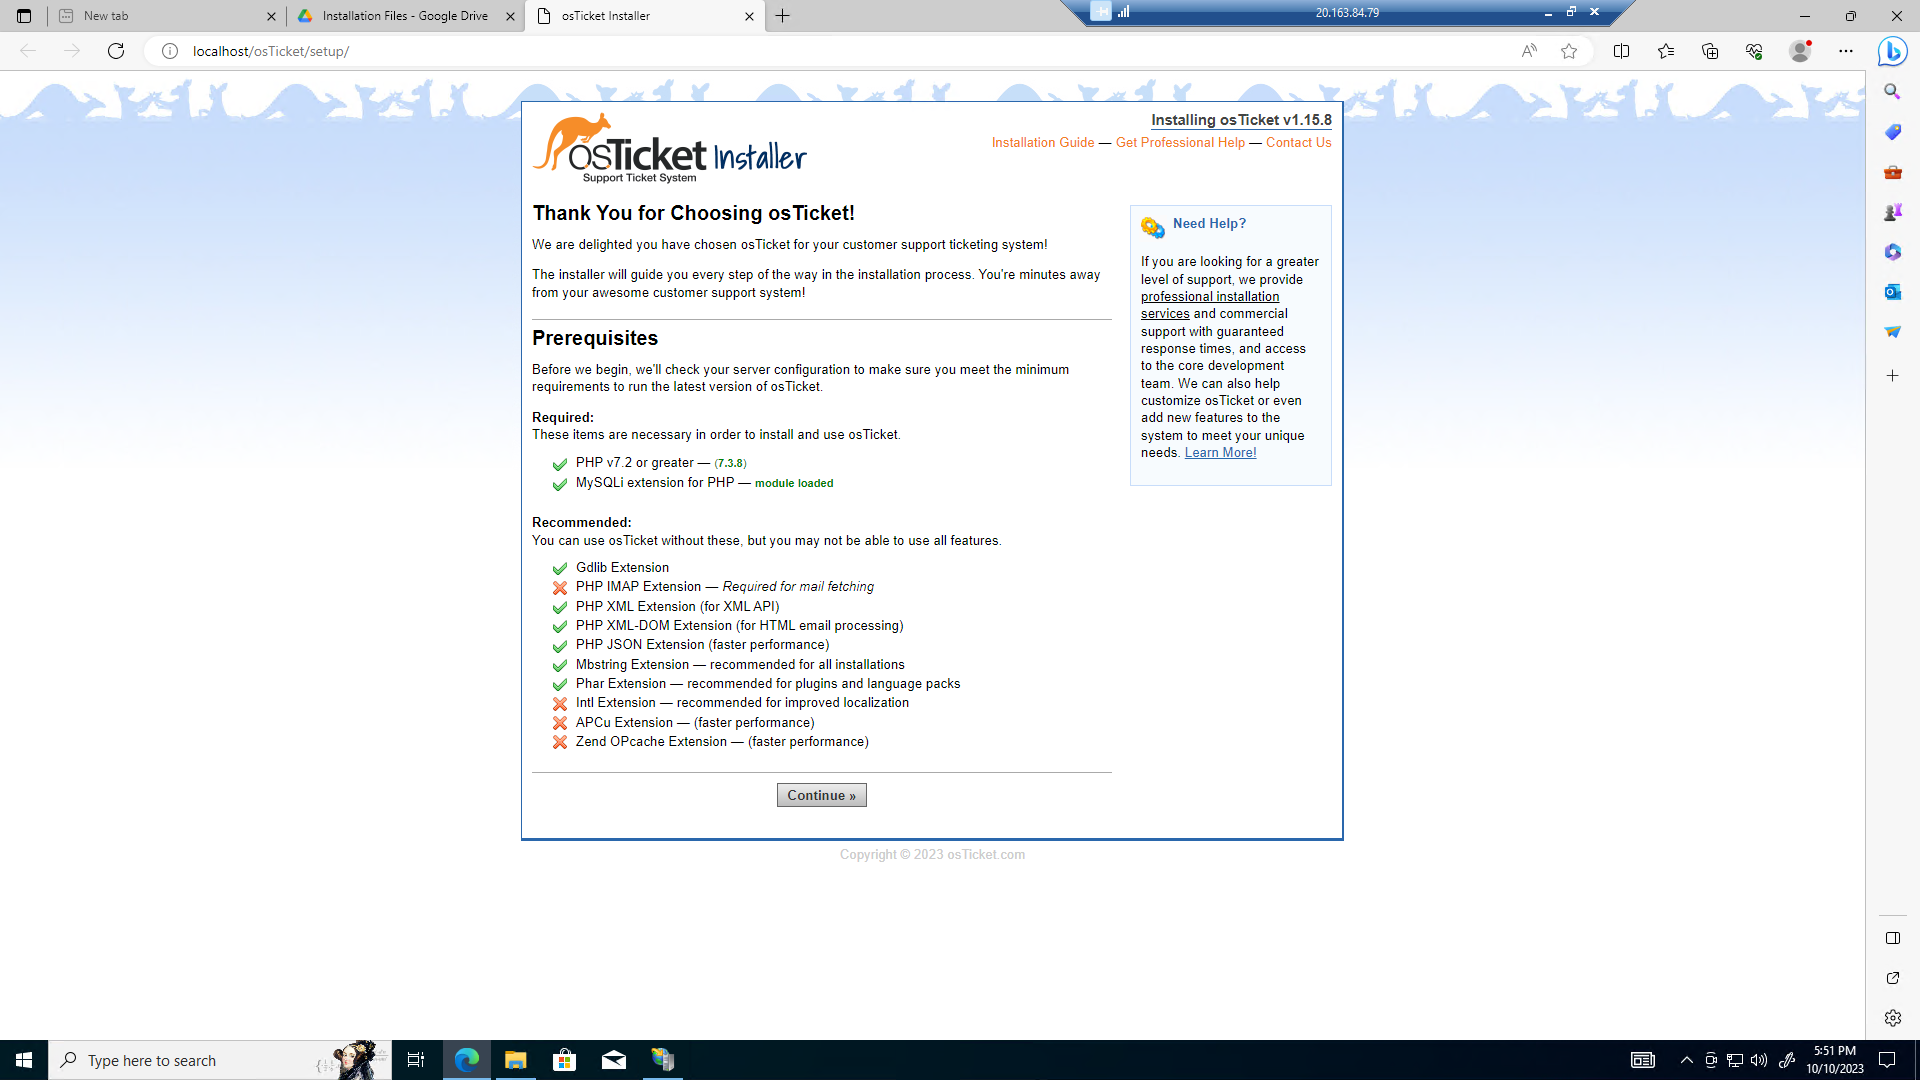 New tab
Installation Files - Google Drive
osTicket Installer
20.163.84.79
localhost/osTicket/setup/
osTicket Installer
Support Ticket System
Installing osTicket v1.15.8
Installation Guide — Get Professional Help — Contact Us
Thank You for Choosing osTicket!
We are delighted you have chosen osTicket for your customer support ticketing system!
The installer will guide you every step of the way in the installation process. You're minutes away
from your awesome customer support system!
Prerequisites
Before we begin, we'll check your server configuration to make sure you meet the minimum
requirements to run the latest version of osTicket.
Required:
These items are necessary in order to install and use osTicket.
PHP v7.2 or greater — (7.3.8)
MySQLi extension for PHP — module loaded
Recommended:
You can use osTicket without these, but you may not be able to use all features.
Gdlib Extension
PHP IMAP Extension — Required for mail fetching
PHP XML Extension (for XML API)
PHP XML-DOM Extension (for HTML email processing)
PHP JSON Extension (faster performance)
Mbstring Extension — recommended for all installations
Phar Extension — recommended for plugins and language packs
Intl Extension — recommended for improved localization
APCu Extension — (faster performance)
Zend OPcache Extension — (faster performance)
Continue »
Need Help?
If you are looking for a greater
level of support, we provide
professional installation
services and commercial
support with guaranteed
response times, and access
to the core development
team. We can also help
customize osTicket or even
add new features to the
system to meet your unique
needs. Learn More!
Copyright © 2023 osTicket.com
Type here to search
5:51 PM
10/10/2023